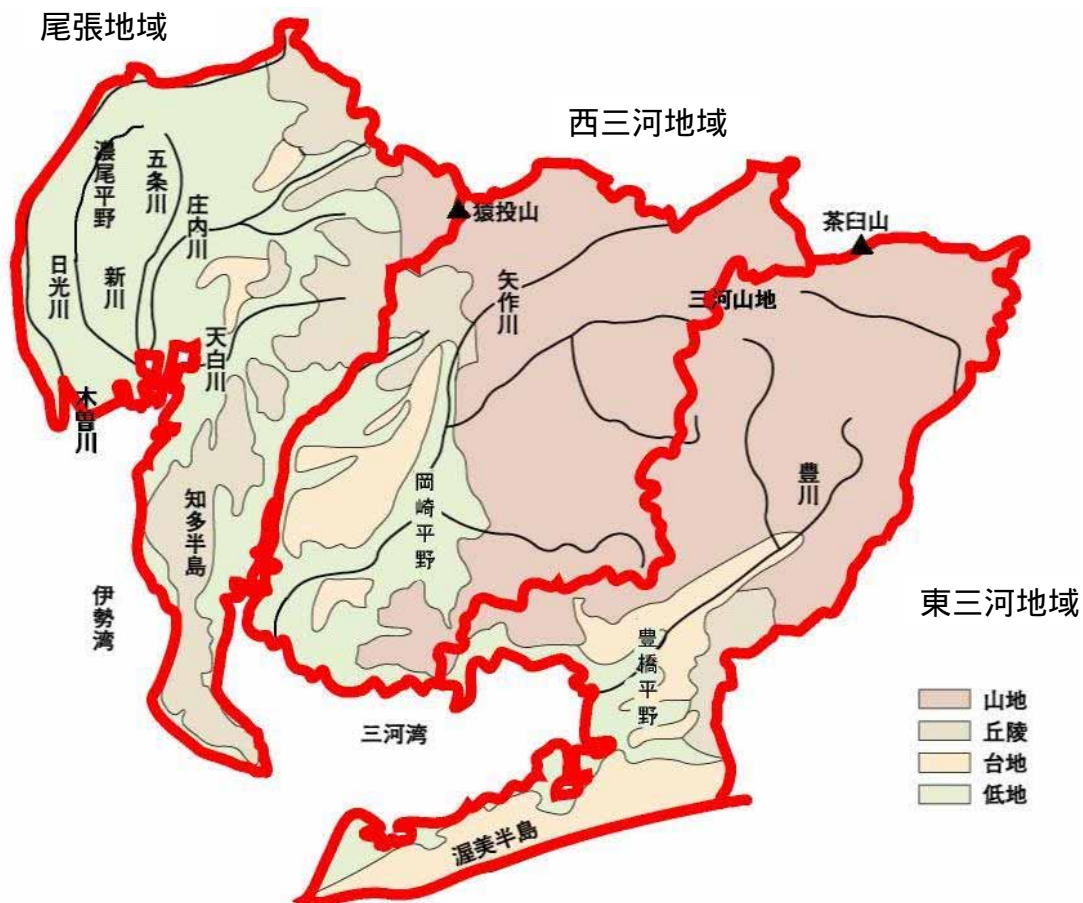 尾張地域
西三河地域
東三河地域
濃尾平野
五条川
庄内川
日光川
新川
天白川
木曽川
猿投山
茶臼山
矢作川
三河山地
岡崎平野
知多半島
豊川
伊勢湾
豊橋平野
三河湾
渥美半島
山地
丘陵
台地
低地